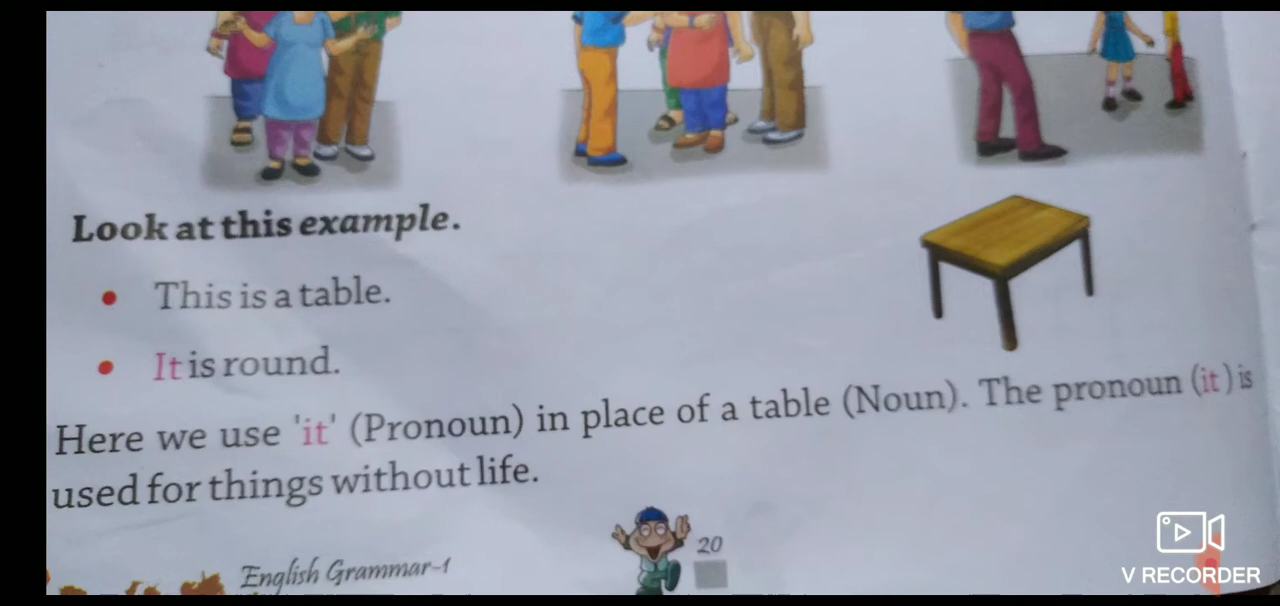 Look at this example.
This is a table.
It is round.
Here we use 'it' (Pronoun) in place of a table (Noun). The pronoun (it) is
used for things without life.
English Grammar-1
20
V RECORDER